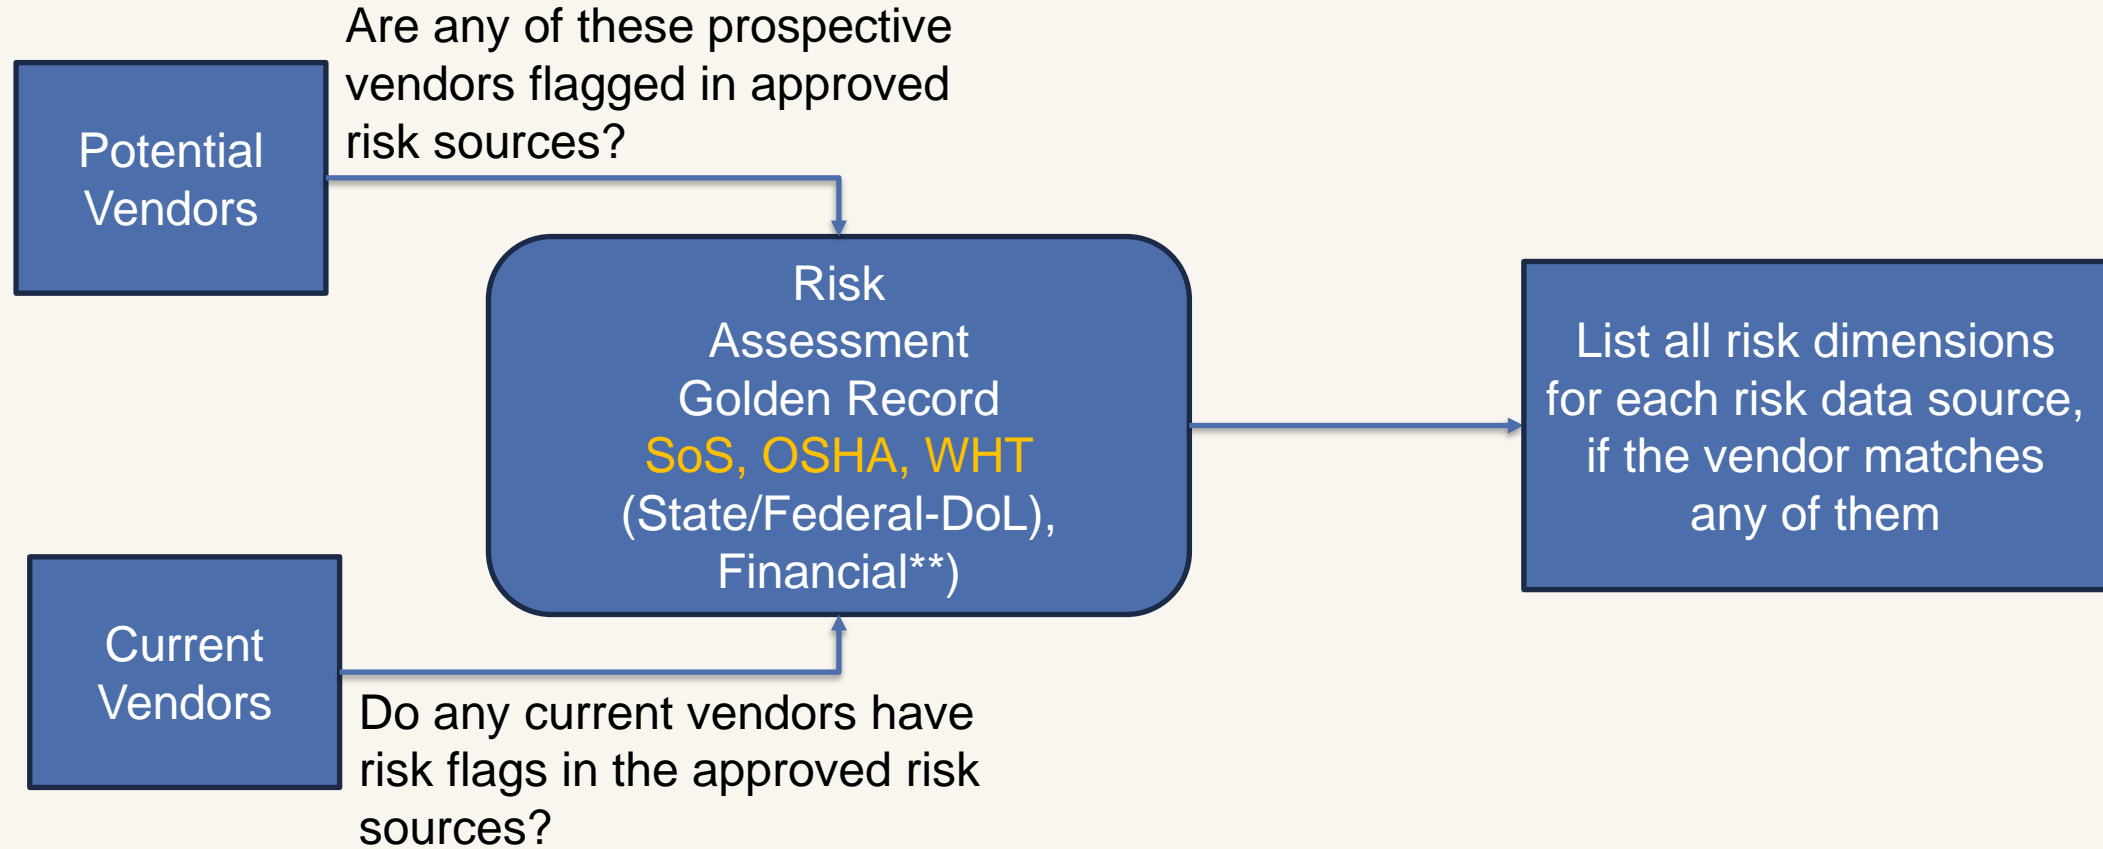 Are any of these prospective
vendors flagged in approved
risk sources?
Potential
Vendors
Risk
Assessment
Golden Record
SoS, OSHA, WHT
(State/Federal-DoL),
Financial**)
List all risk dimensions
for each risk data source,
if the vendor matches
any of them
Current
Vendors
Do any current vendors have
risk flags in the approved risk
sources?